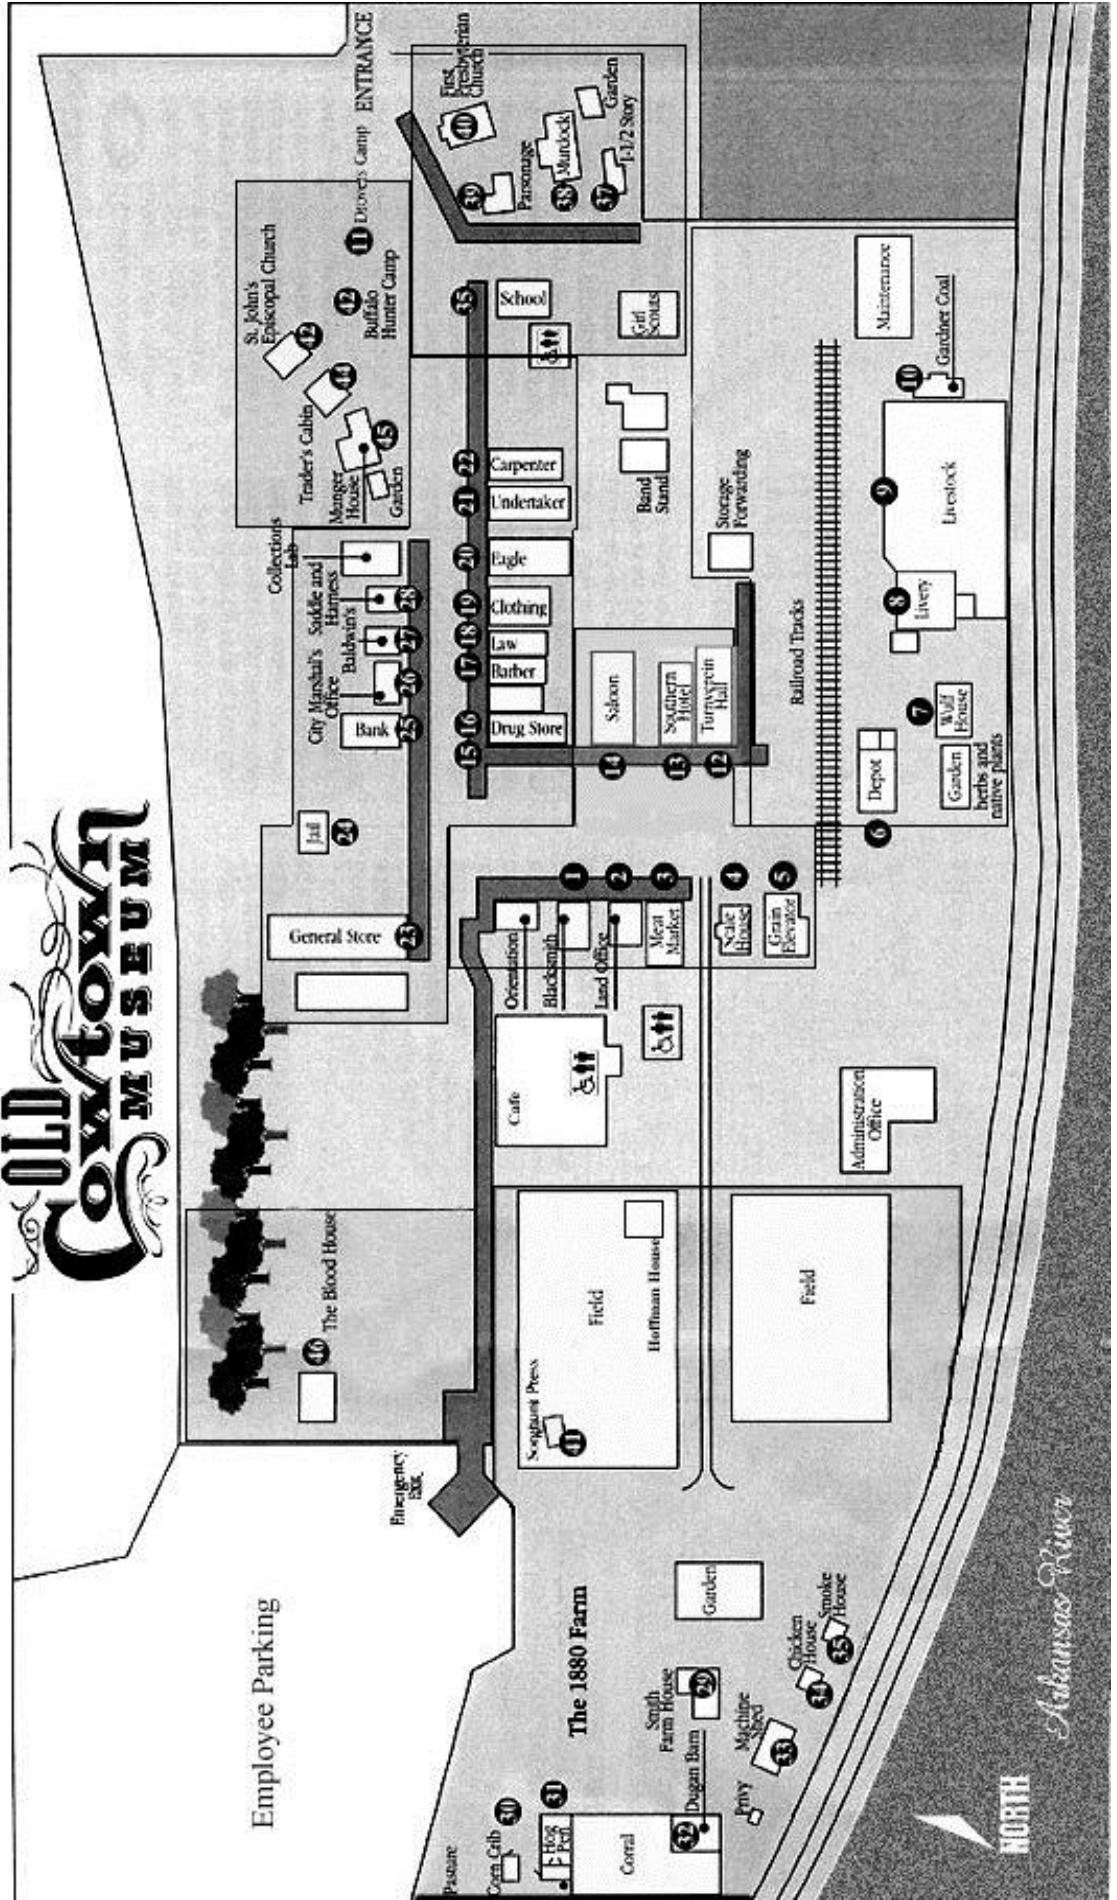 OLD
Cowtown
MUSEUM
Employee Parking
Emergency
Exit
46
The Blood House
General Store
23
Jail
24
Bank
25
City Marshal's
Office
26
Baldwin's
27
Saddle and
Harness
28
Collections
Lab
Munger
House
45
Garden
Trader's Cabin
44
St. John's
Episcopal Church
42
42
Buffalo
Hunter Camp
11
Drovers Camp
ENTRANCE
First
Presbyterian
Church
40
39
Parsonage
38
Murdock
Garden
37
1-1/2 Story
35
School
Girl
Scouts
22
Carpenter
21
Undertaker
20
Eagle
19
Clothing
18
Law
17
Barber
16
Drug Store
15
14
Saloon
13
Southern
Hotel
12
Turnverein
Hall
Band
Stand
Storage
Forwarding
Orientation
1
Blacksmith
2
Land Office
3
Meat
Market
4
Scale
House
5
Grain
Elevator
Cafe
Railroad Tracks
6
Depot
7
Wulf
House
Garden
herbs and
native plants
8
Livery
9
Livestock
10
Gardner Coal
Maintenance
Administration
Office
Field
Hoffman House
Sorghum Press
41
Field
The 1880 Farm
Pasture
Corn Crib
30
Hog
Pen
31
Corral
32
Dugan Barn
Smith
Farm House
29
Garden
Privy
Machine
Shed
33
Chicken
House
34
Smoke
House
35
NORTH
Arkansas River